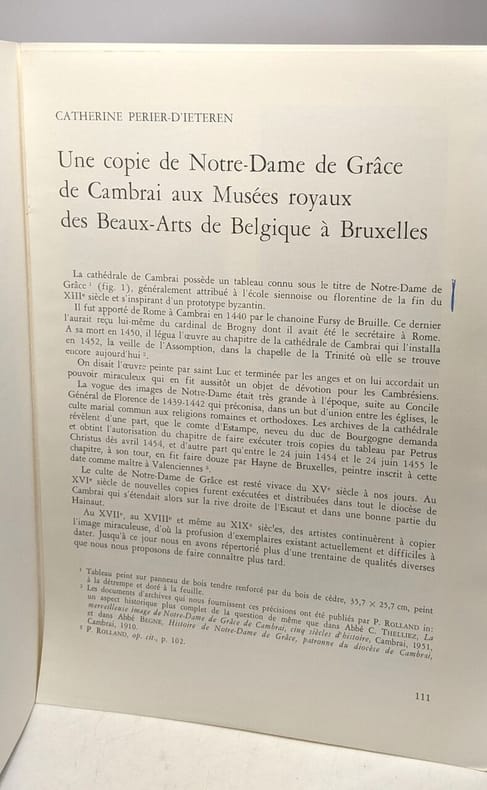 CATHERINE PERIER-D'IETEREN
Une copie de Notre-Dame de Grâce
de Cambrai aux Musées royaux
des Beaux-Arts de Belgique à Bruxelles
La cathédrale de Cambrai possède un tableau connu sous le titre de Notre-Dame de
Grâce ¹ (fig. 1), généralement attribué à l'école siennoise ou florentine de la fin du
XIIIᵉ siècle et s'inspirant d'un prototype byzantin.
Il fut apporté de Rome à Cambrai en 1440 par le chanoine Fursy de Bruille. Ce dernier
l'aurait reçu lui-même du cardinal de Brogny dont il avait été le secrétaire à Rome.
A sa mort en 1450, il légua l'œuvre au chapitre de la cathédrale de Cambrai qui l'installa
en 1452, la veille de l'Assomption, dans la chapelle de la Trinité où elle se trouve
encore aujourd'hui ².
On disait l'œuvre peinte par saint Luc et terminée par les anges et on lui accordait un
pouvoir miraculeux qui en fit aussitôt un objet de dévotion pour les Cambrésiens.
La vogue des images de Notre-Dame était très grande à l'époque, suite au Concile
Général de Florence de 1439-1442 qui préconisa, dans un but d'union entre les églises, le
culte marial commun aux religions romaines et orthodoxes. Les archives de la cathédrale
révèlent d'une part, que le comte d'Estampe, neveu du duc de Bourgogne demanda
et obtint l'autorisation du chapitre de faire exécuter trois copies du tableau par Petrus
Christus dès avril 1454, et d'autre part qu'entre le 24 juin 1454 et le 24 juin 1455 le
chapitre, à son tour, en fit faire douze par Hayne de Bruxelles, peintre inscrit à cette
date comme maître à Valenciennes ³.
Le culte de Notre-Dame de Grâce est resté vivace du XVᵉ siècle à nos jours. Au
XVIᵉ siècle de nouvelles copies furent exécutées et distribuées dans tout le diocèse de
Cambrai qui s'étendait alors sur la rive droite de l'Escaut et dans une bonne partie du
Hainaut.
Au XVIIᵉ, au XVIIIᵉ et même au XIXᵉ siècles, des artistes continuèrent à copier
l'image miraculeuse, d'où la profusion d'exemplaires existant actuellement et difficiles à
dater. Jusqu'à ce jour nous en avons répertorié plus d'une trentaine de qualités diverses
que nous nous proposons de faire connaître plus tard.
¹ Tableau peint sur panneau de bois tendre renforcé par du bois de cèdre, 35,7 × 25,7 cm, peint
à la détrempe et doré à la feuille.
² Les documents d'archives qui nous fournissent ces précisions ont été publiés par P. ROLLAND in:
un aspect historique plus complet de la question de même que dans Abbé C. THELLIEZ, La
merveilleuse image de Notre-Dame de Grâce de Cambrai, cinq siècles d'histoire, Cambrai, 1951,
et dans Abbé BEGNE, Histoire de Notre-Dame de Grâce, patronne du diocèse de Cambrai,
Cambrai, 1910.
³ P. ROLLAND, op. cit., p. 102.
111